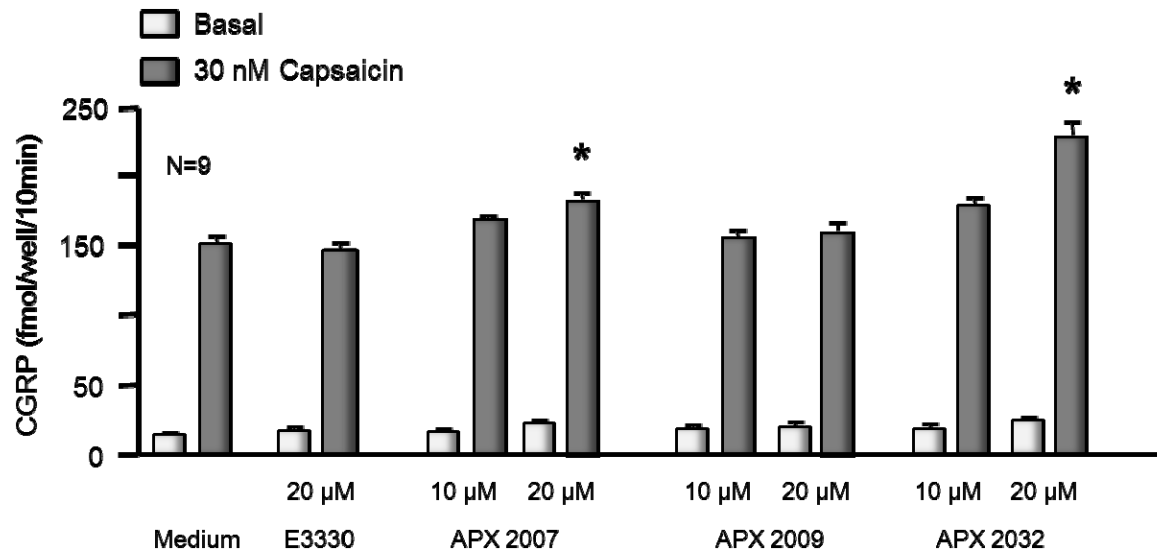 Basal
30 nM Capsaicin
CGRP (fmol/well/10min)
250
150
50
0
N=9
*
*
20 µM 10 µM 20 µM 10 µM 20 µM 10 µM 20 µM
Medium E3330 APX 2007 APX 2009 APX 2032